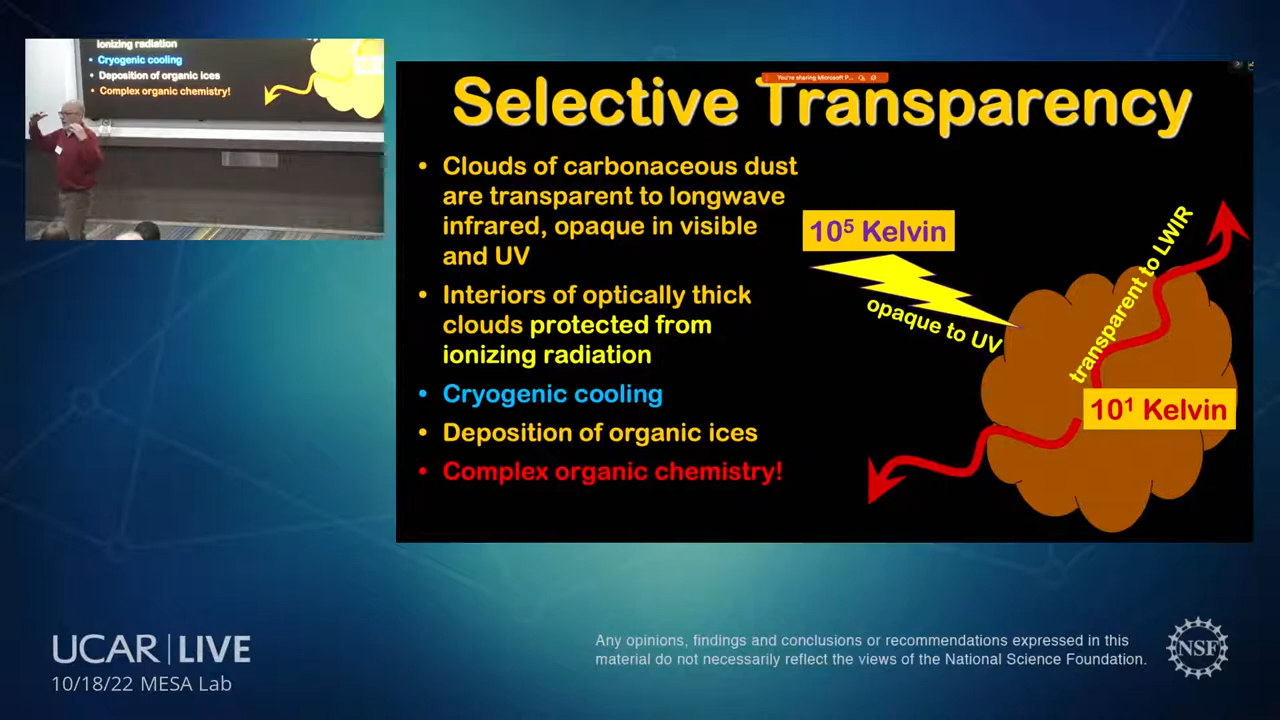 ionizing radiation
Cryogenic cooling
Deposition of organic ices
Complex organic chemistry!
You're sharing Microsoft P...
Selective Transparency
• Clouds of carbonaceous dust
are transparent to longwave
infrared, opaque in visible
and UV
• Interiors of optically thick
clouds protected from
ionizing radiation
• Cryogenic cooling
• Deposition of organic ices
• Complex organic chemistry!
10⁵ Kelvin
opaque to UV
transparent to LWIR
10¹ Kelvin
UCAR | LIVE
10/18/22 MESA Lab
Any opinions, findings and conclusions or recommendations expressed in this
material do not necessarily reflect the views of the National Science Foundation.
NSF